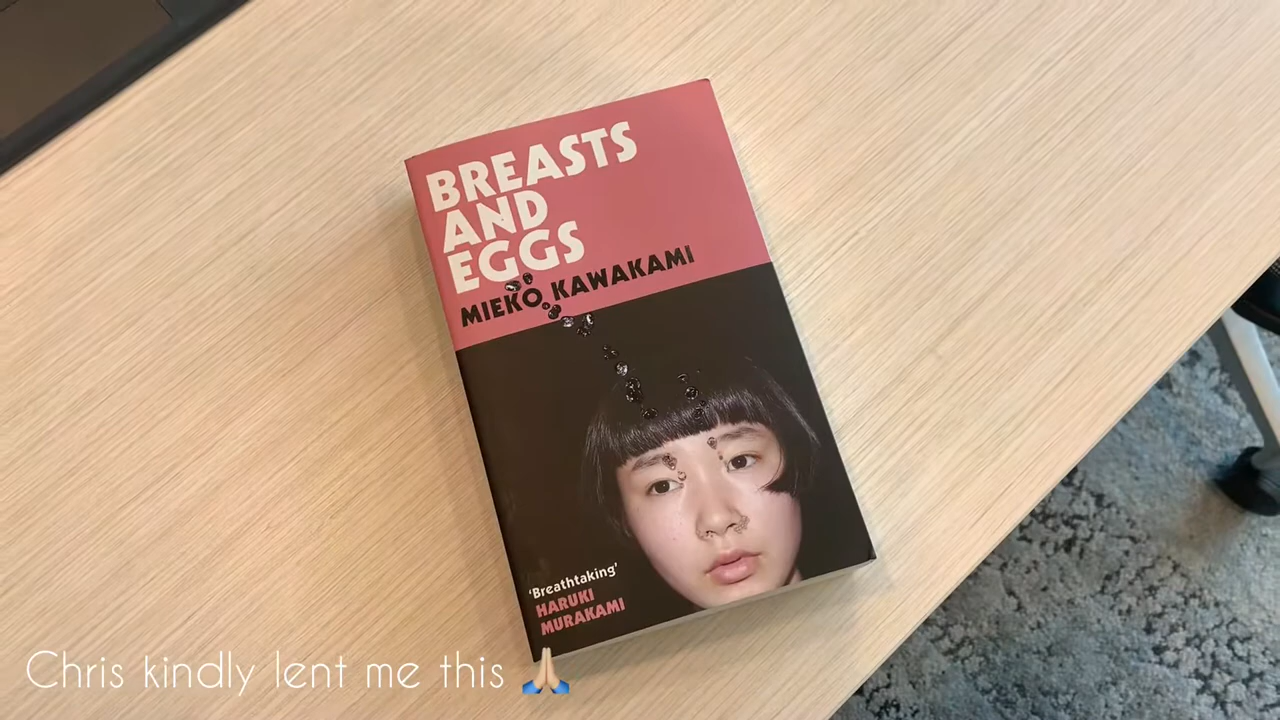 BREASTS
AND
EGGS
MIEKO KAWAKAMI
‘Breathtaking’
HARUKI
MURAKAMI
Chris kindly lent me this 🙏🏼